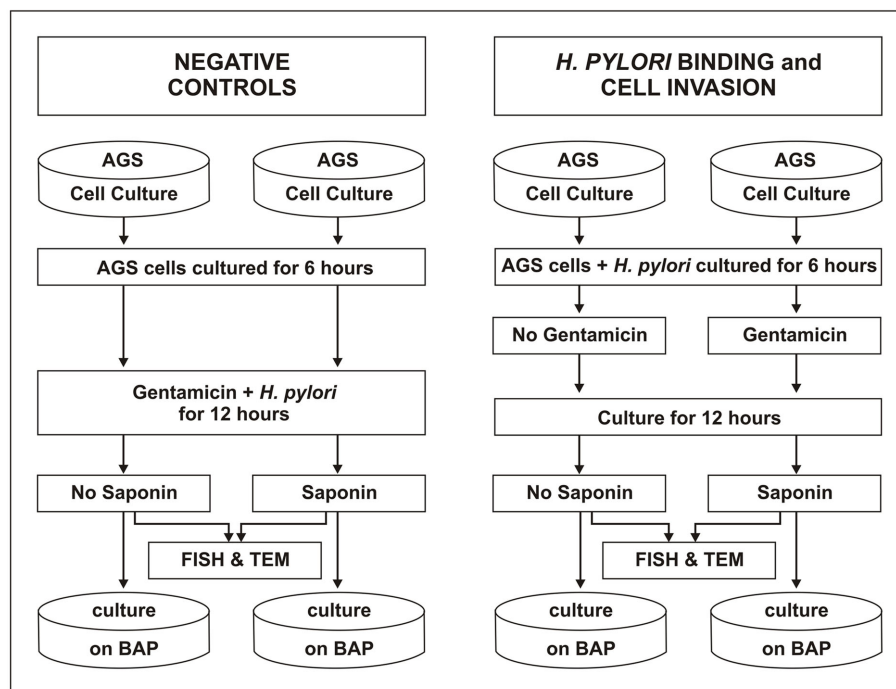 NEGATIVE
CONTROLS
AGS
Cell Culture
AGS
Cell Culture
AGS cells cultured for 6 hours
Gentamicin + H. pylori
for 12 hours
No Saponin
Saponin
FISH & TEM
culture
on BAP
culture
on BAP
H. PYLORI BINDING and
CELL INVASION
AGS
Cell Culture
AGS
Cell Culture
AGS cells + H. pylori cultured for 6 hours
No Gentamicin
Gentamicin
Culture for 12 hours
No Saponin
Saponin
FISH & TEM
culture
on BAP
culture
on BAP